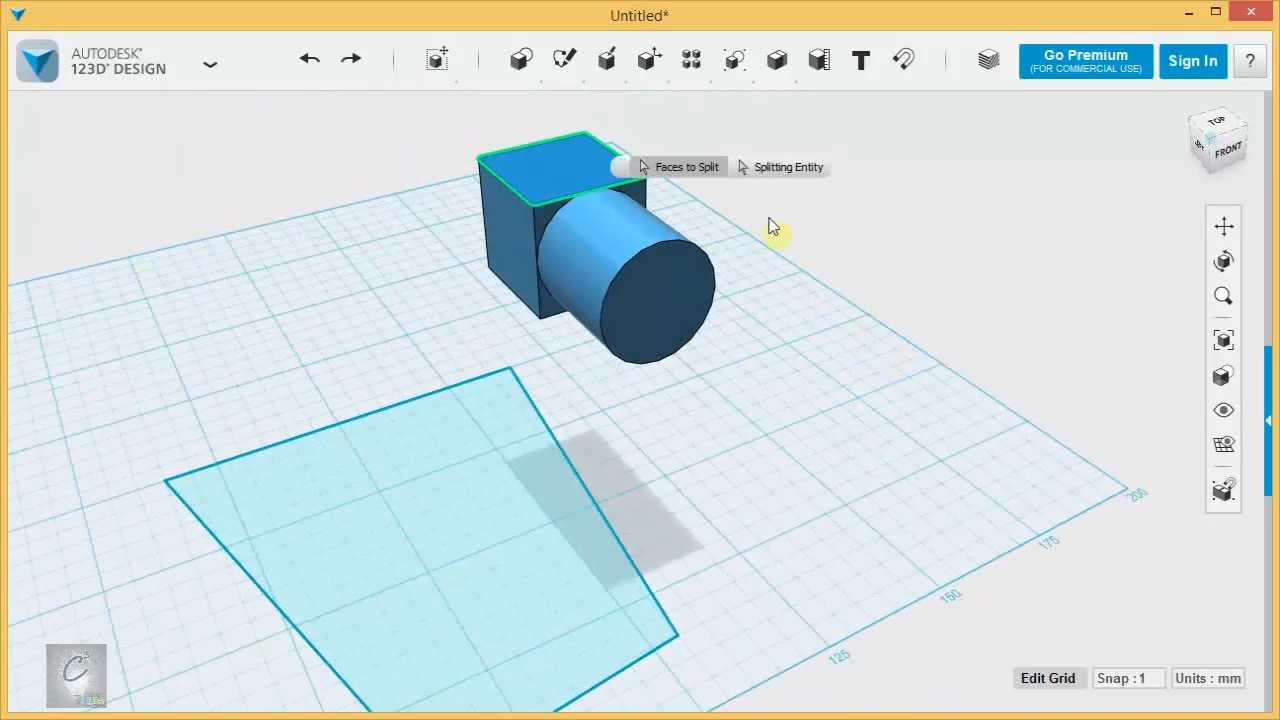 Untitled*
AUTODESK®
123D® DESIGN
Go Premium
(FOR COMMERCIAL USE)
Sign In
?
TOP
FRONT
Faces to Split
Splitting Entity
200
175
150
125
Edit Grid
Snap : 1
Units : mm